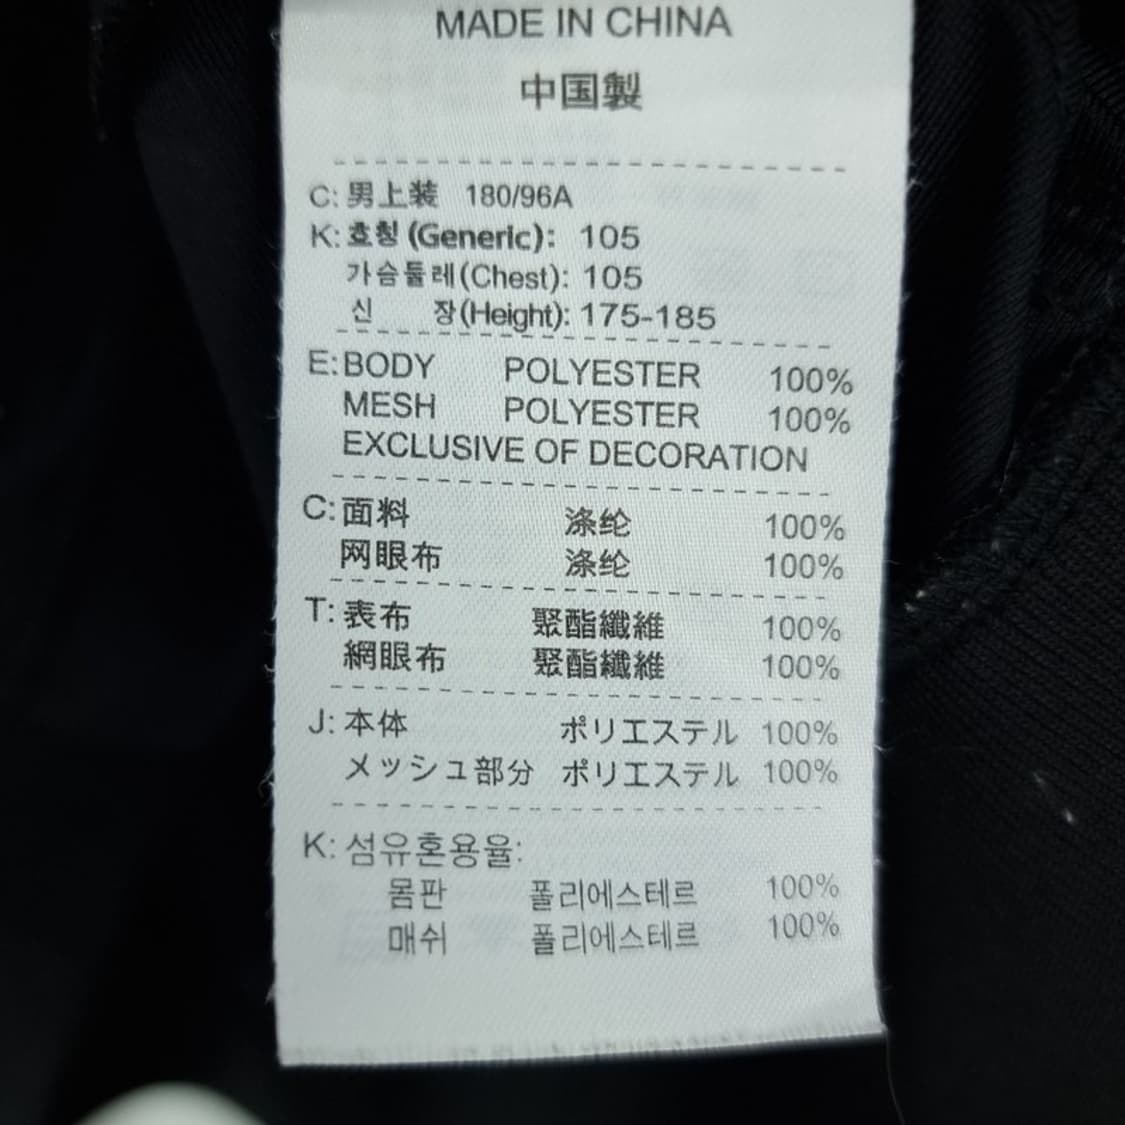 MADE IN CHINA
中国製
C: 男上装 180/96A
K: 호칭 (Generic): 105
가슴둘레(Chest): 105
신 장(Height): 175-185
E: BODY POLYESTER 100%
MESH POLYESTER 100%
EXCLUSIVE OF DECORATION
C: 面料 涤纶 100%
网眼布 涤纶 100%
T: 表布 聚酯纖維 100%
網眼布 聚酯纖維 100%
J: 本体 ポリエステル 100%
メッシュ部分 ポリエステル 100%
K: 섬유혼용율:
몸판 폴리에스테르 100%
매쉬 폴리에스테르 100%